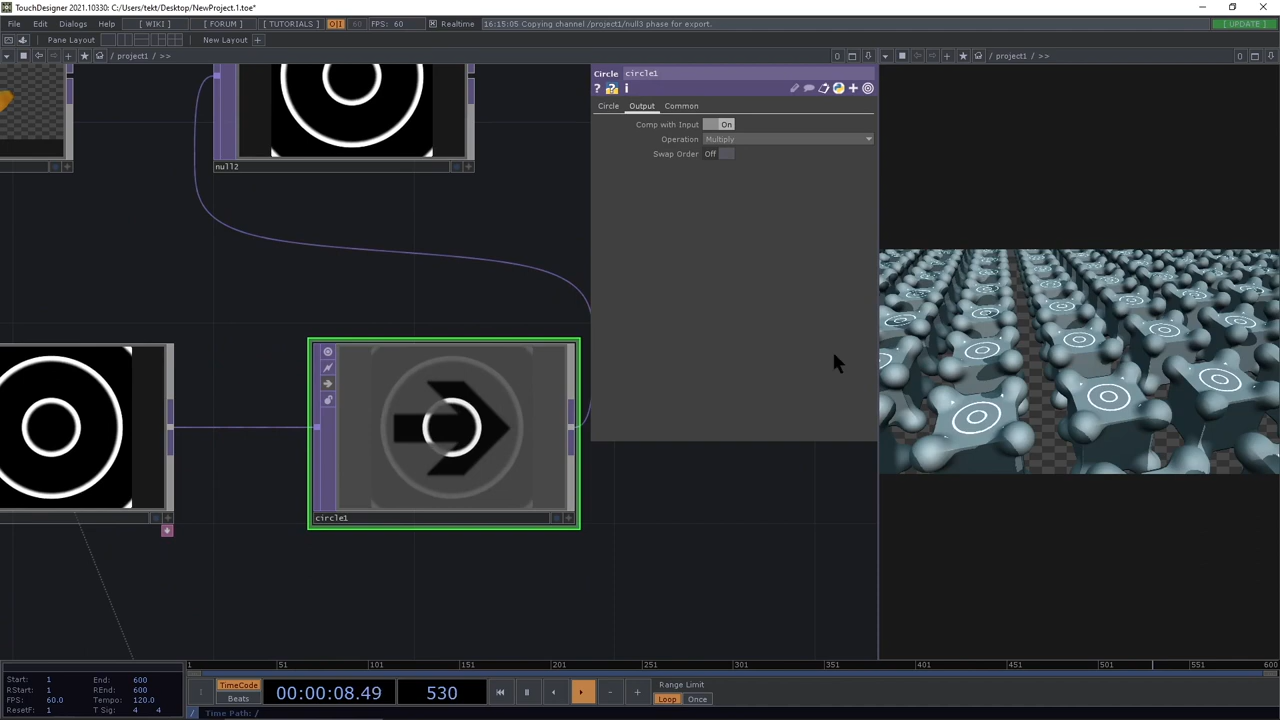 TouchDesigner 2021.10330: C:/Users/tekt/Desktop/NewProject.1.toe*
File Edit Dialogs Help [ WIKI ] [ FORUM ] [ TUTORIALS ] O|I 60 FPS: 60 Realtime 16:15:05 Copying channel /project1/null3 phase for export. [ UPDATE ]
Pane Layout New Layout +
/ project1 / >> 0 / project1 / >> 0
Circle circle1
? ? i
Circle Output Common
Comp with Input On
Operation Multiply
Swap Order Off
null2
circle1
1 51 101 151 201 251 301 351 401 451 501 551 600
Start: 1 End: 600
RStart: 1 REnd: 600
FPS: 60.0 Tempo: 120.0
ResetF: 1 T Sig: 4 4
TimeCode
Beats
00:00:08.49 530
Range Limit
Loop Once
/ Time Path: /